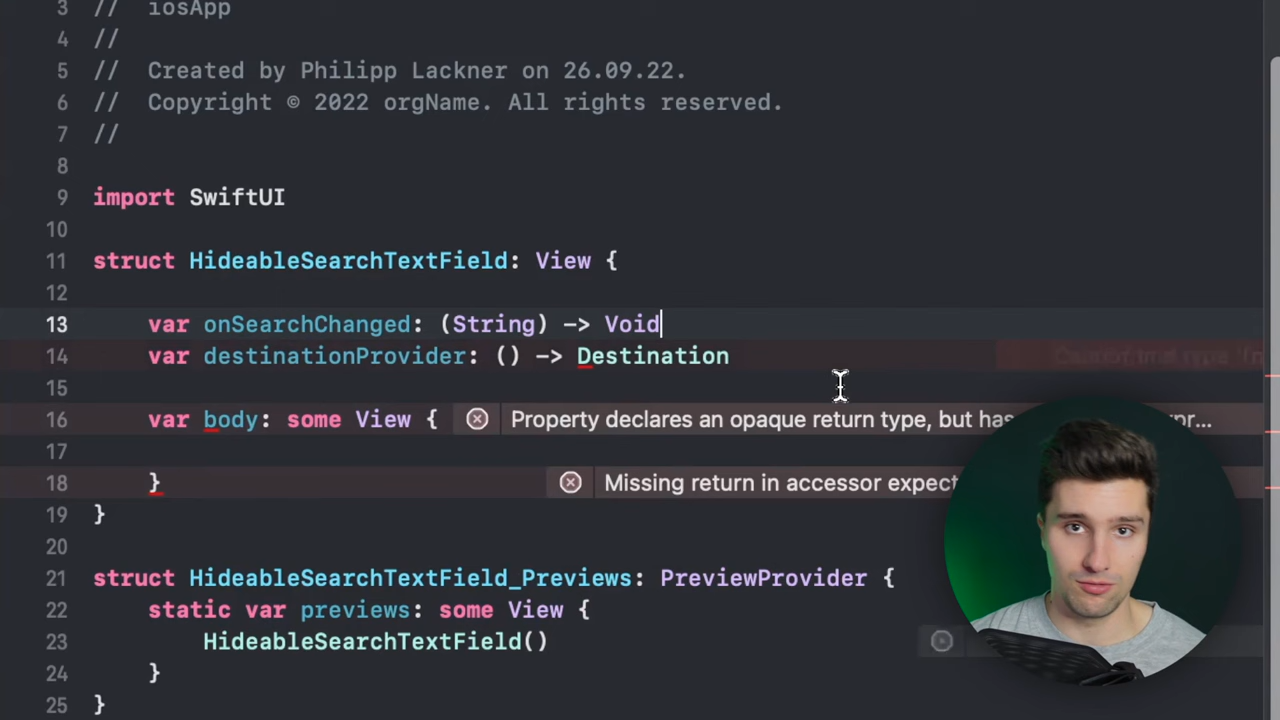 3 // iosApp
4 //
5 // Created by Philipp Lackner on 26.09.22.
6 // Copyright © 2022 orgName. All rights reserved.
7 //
8
9 import SwiftUI
10
11 struct HideableSearchTextField: View {
12
13 var onSearchChanged: (String) -> Void
14 var destinationProvider: () -> Destination
15
16 var body: some View { Property declares an opaque return type, but has
17
18 } Missing return in accessor expect
19 }
20
21 struct HideableSearchTextField_Previews: PreviewProvider {
22 static var previews: some View {
23 HideableSearchTextField()
24 }
25 }